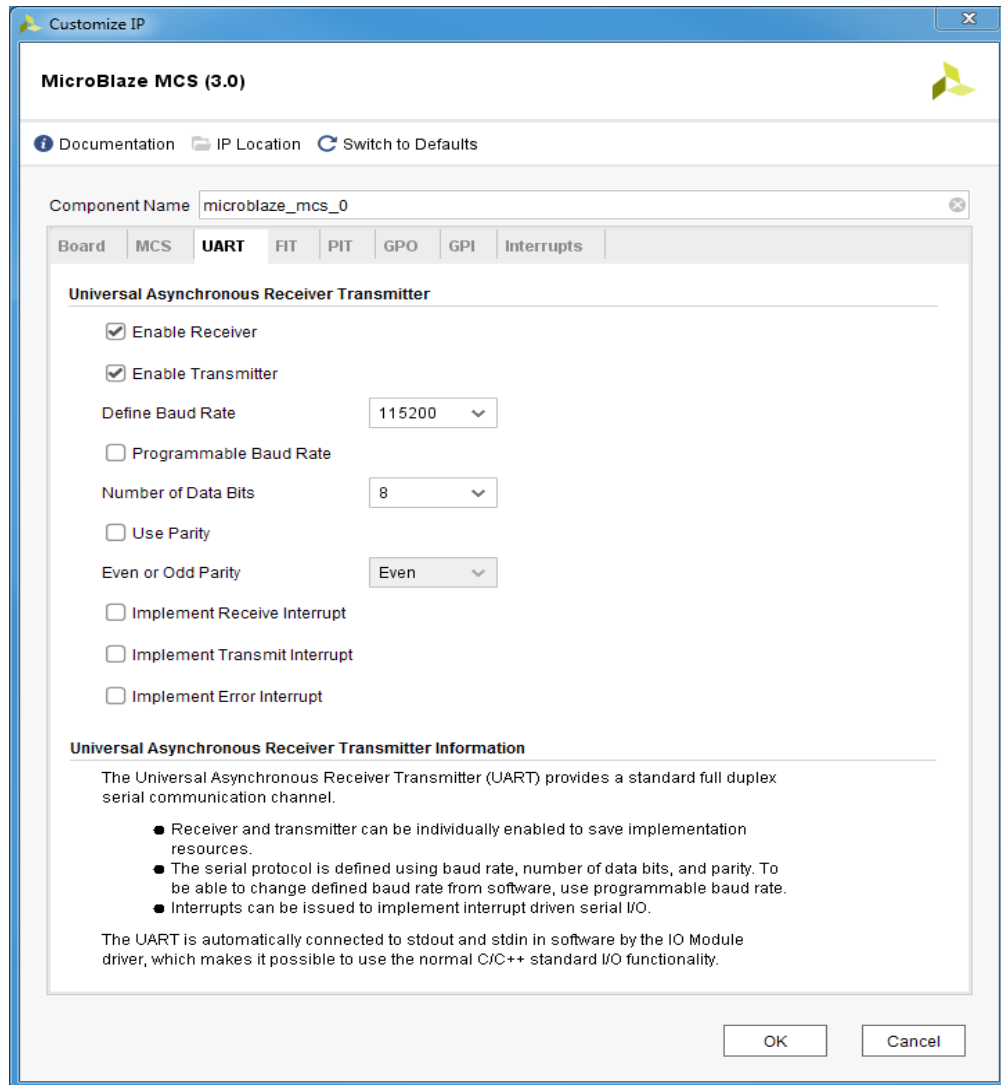 Customize IP
MicroBlaze MCS (3.0)
Documentation IP Location Switch to Defaults
Component Name microblaze_mcs_0
Board MCS UART FIT PIT GPO GPI Interrupts
Universal Asynchronous Receiver Transmitter
Enable Receiver
Enable Transmitter
Define Baud Rate 115200
Programmable Baud Rate
Number of Data Bits 8
Use Parity
Even or Odd Parity Even
Implement Receive Interrupt
Implement Transmit Interrupt
Implement Error Interrupt
Universal Asynchronous Receiver Transmitter Information
The Universal Asynchronous Receiver Transmitter (UART) provides a standard full duplex
serial communication channel.
Receiver and transmitter can be individually enabled to save implementation
resources.
The serial protocol is defined using baud rate, number of data bits, and parity. To
be able to change defined baud rate from software, use programmable baud rate.
Interrupts can be issued to implement interrupt driven serial I/O.
The UART is automatically connected to stdout and stdin in software by the IO Module
driver, which makes it possible to use the normal C/C++ standard I/O functionality.
OK Cancel